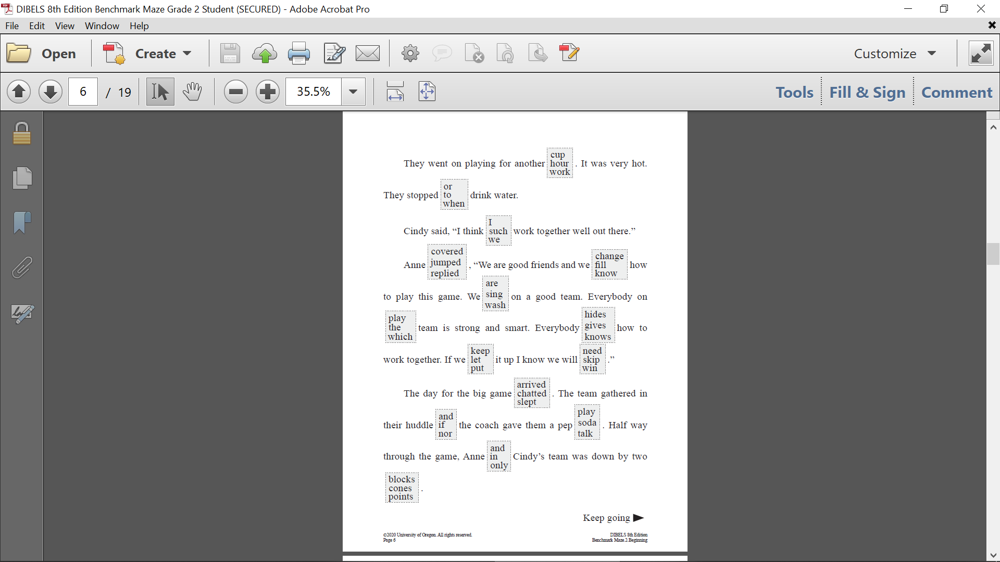 DIBELS 8th Edition Benchmark Maze Grade 2 Student (SECURED) - Adobe Acrobat Pro
File Edit View Window Help
Open Create Customize
6 / 19 35.5% Tools Fill & Sign Comment
They went on playing for another cup hour work . It was very hot.
They stopped or to when drink water.
Cindy said, “I think I such we work together well out there.”
Anne covered jumped replied , “We are good friends and we change fill know how
to play this game. We are sing wash on a good team. Everybody on
play the which team is strong and smart. Everybody hides gives knows how to
work together. If we keep let put it up I know we will need skip win .”
The day for the big game arrived chatted slept . The team gathered in
their huddle and if nor the coach gave them a pep play soda talk . Half way
through the game, Anne and in only Cindy’s team was down by two
blocks cones points .
Keep going
©2020 University of Oregon. All rights reserved.
Page 6
DIBELS 8th Edition
Benchmark Maze.2.Beginning